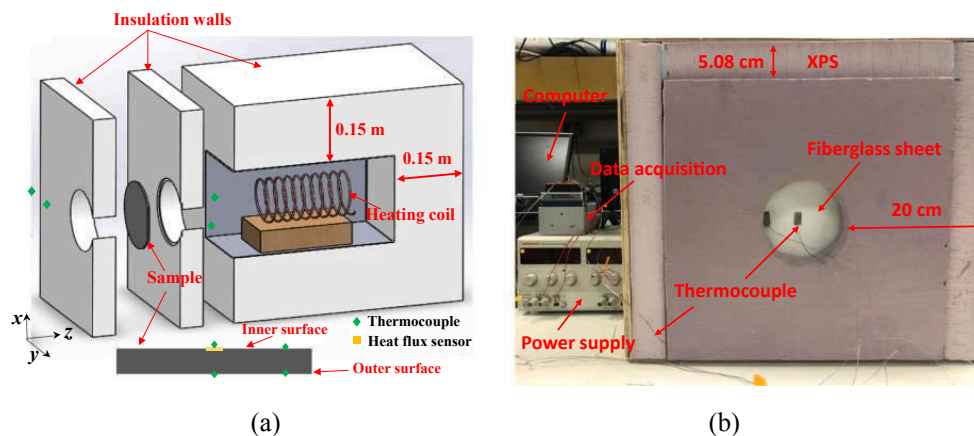 Insulation walls
0.15 m
0.15 m
Heating coil
Sample
x
z
y
Inner surface
Thermocouple
Heat flux sensor
Outer surface
(a)
5.08 cm
XPS
Computer
Fiberglass sheet
Data acquisition
20 cm
Thermocouple
Power supply
(b)